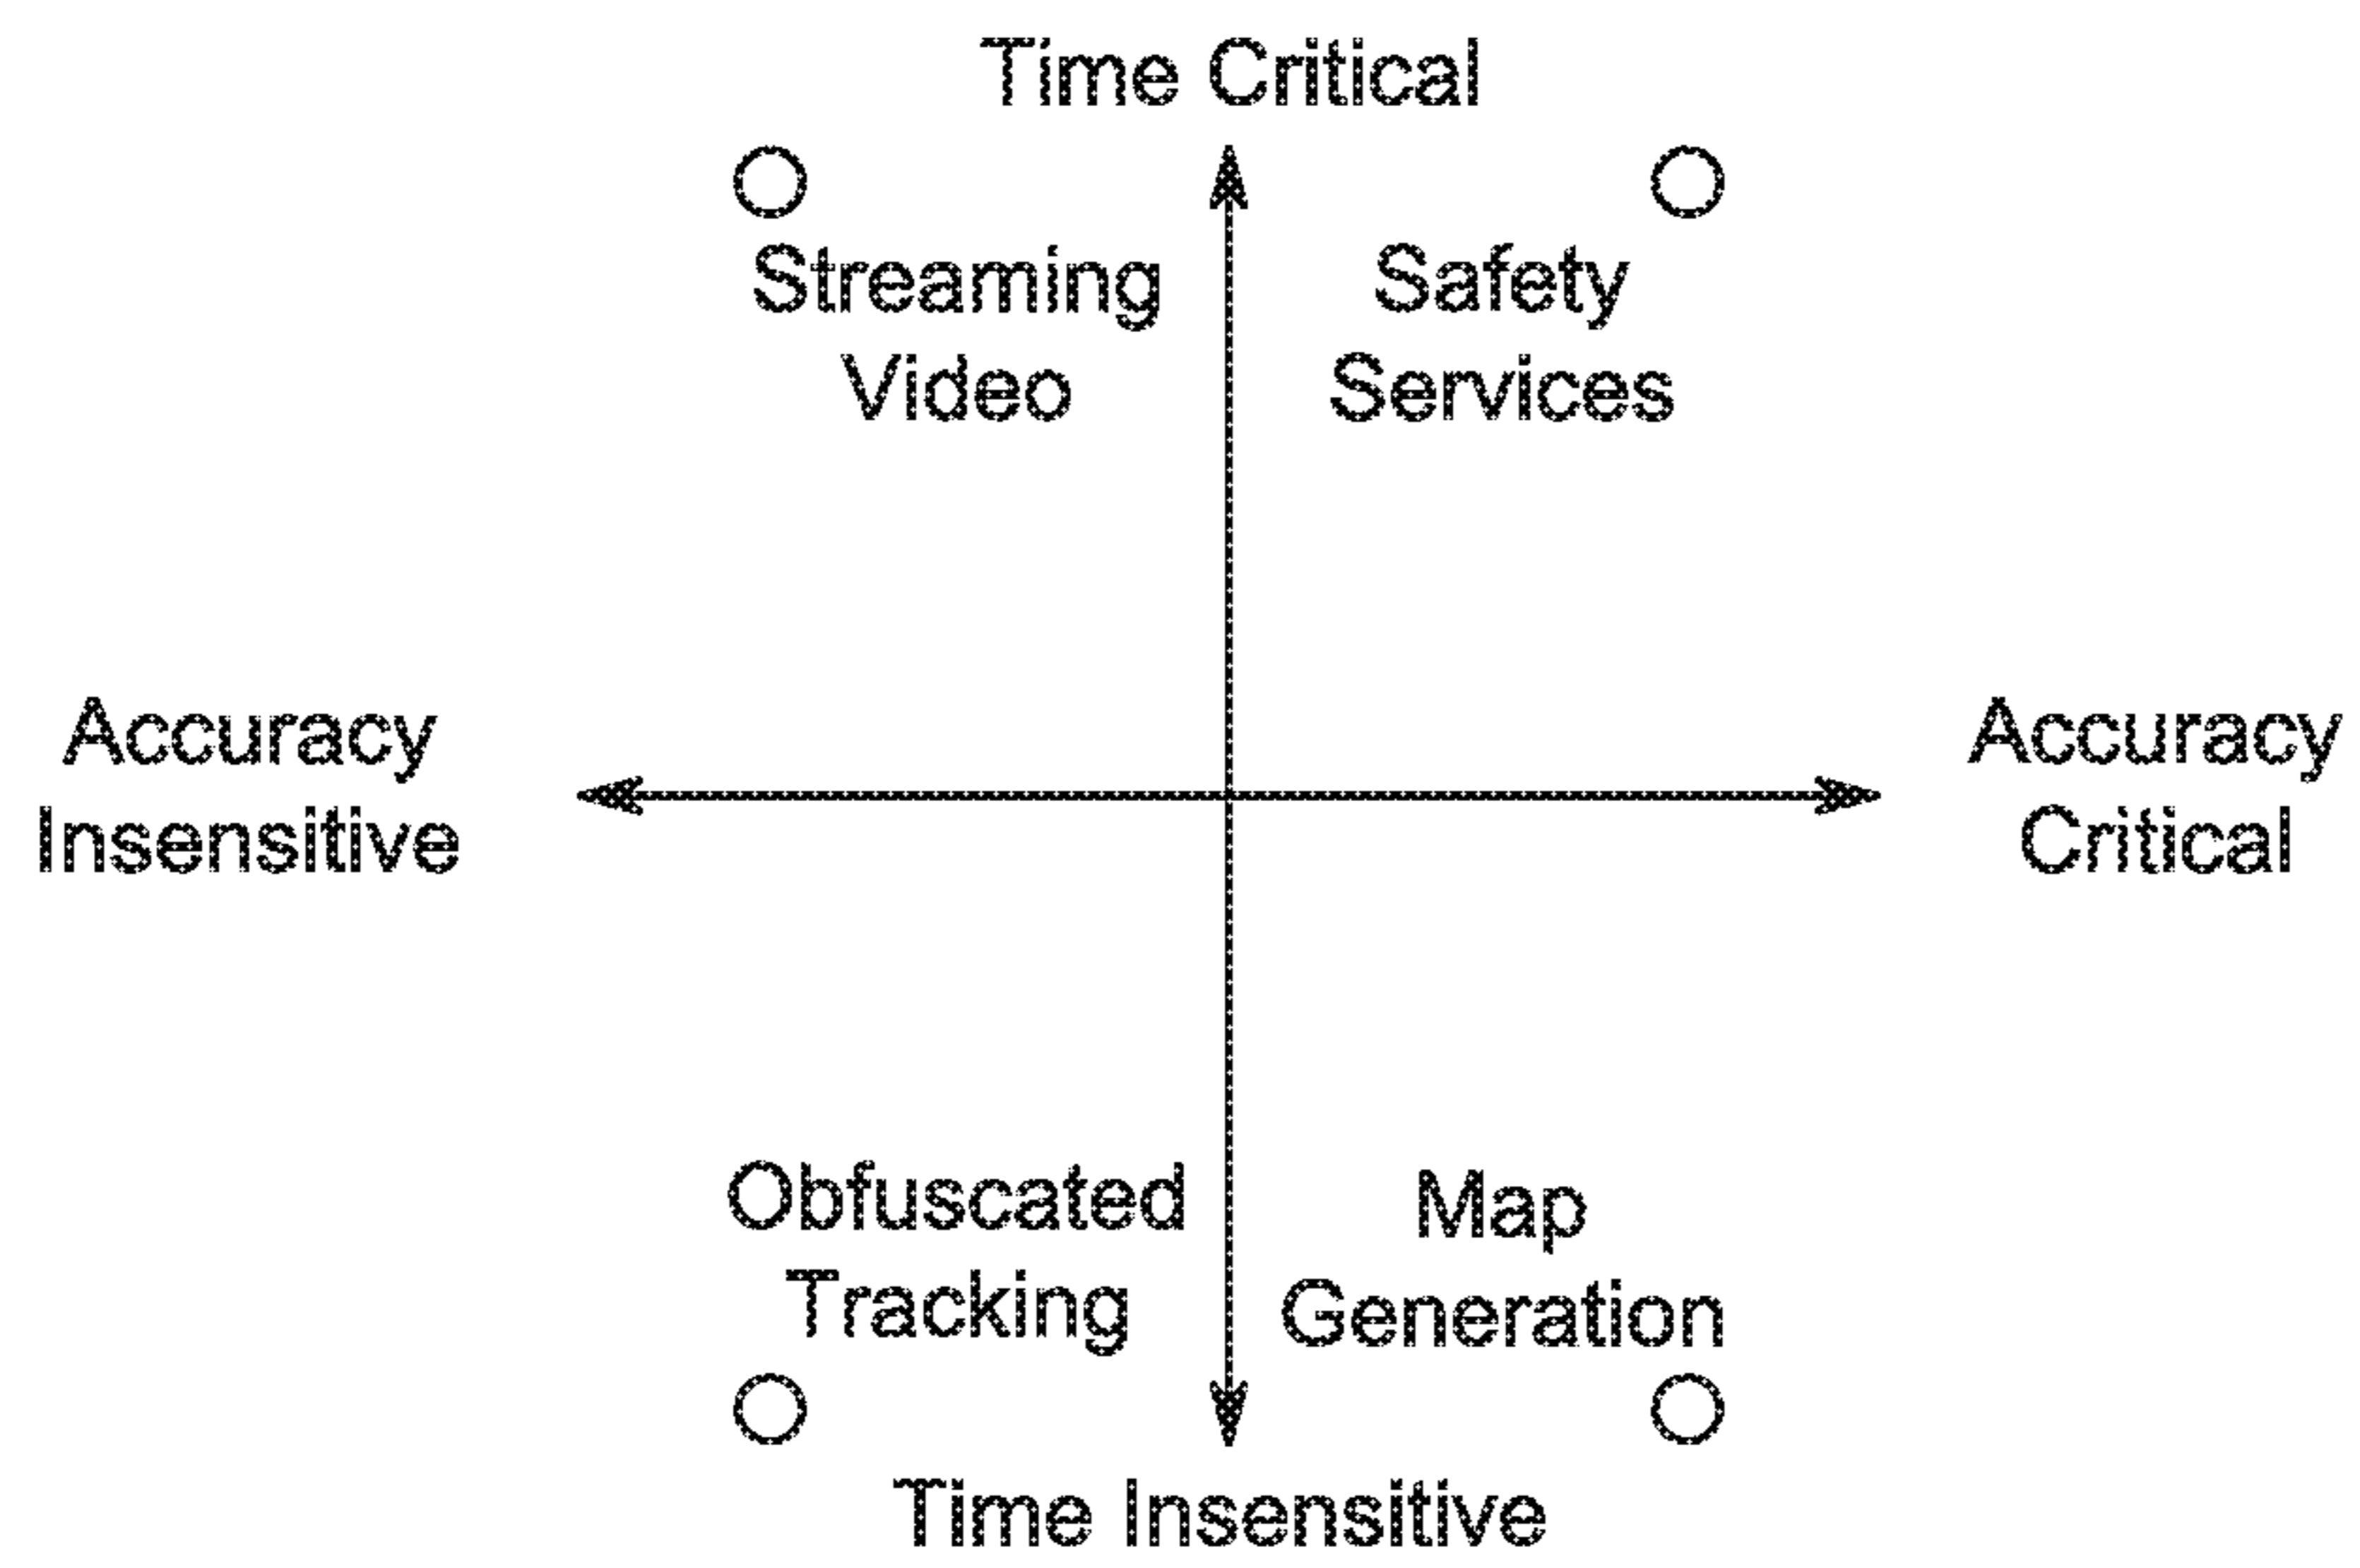 Time Critical
Streaming
Video
Safety
Services
Accuracy
Insensitive
Accuracy
Critical
Obfuscated
Tracking
Map
Generation
Time Insensitive